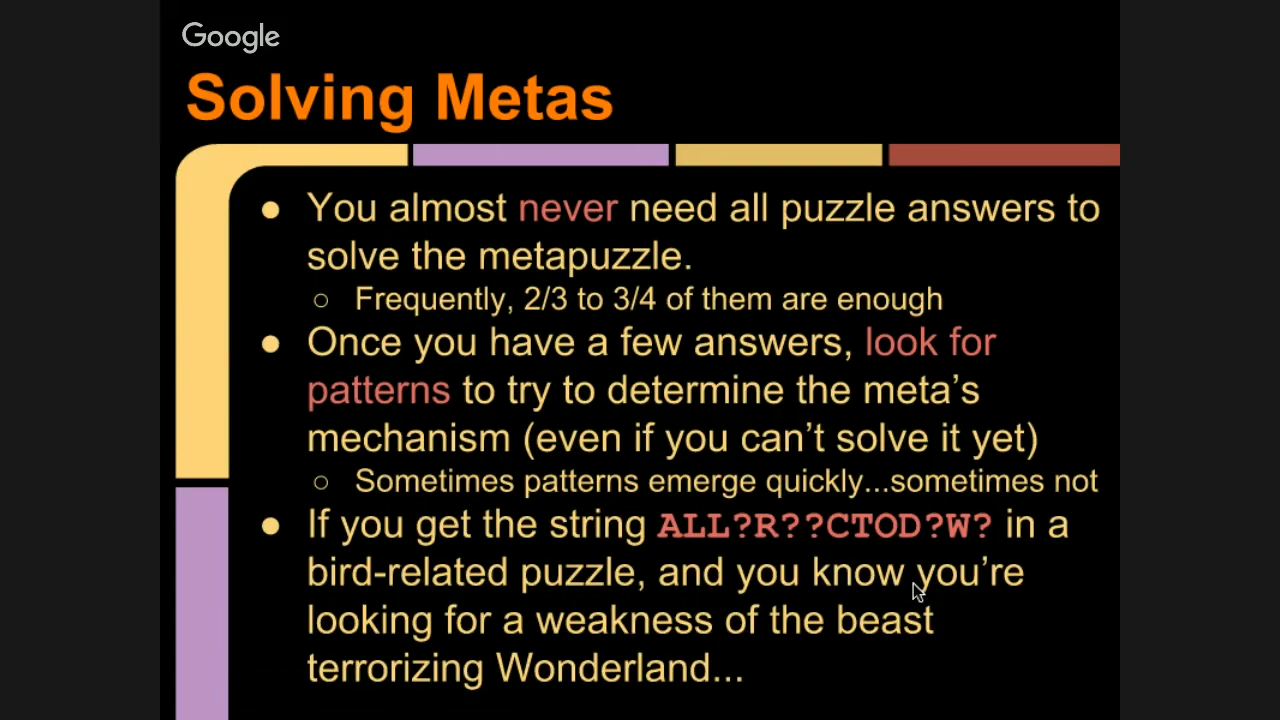 Google
Solving Metas
● You almost never need all puzzle answers to
solve the metapuzzle.
○ Frequently, 2/3 to 3/4 of them are enough
● Once you have a few answers, look for
patterns to try to determine the meta's
mechanism (even if you can't solve it yet)
○ Sometimes patterns emerge quickly...sometimes not
● If you get the string ALL?R??CTOD?W? in a
bird-related puzzle, and you know you're
looking for a weakness of the beast
terrorizing Wonderland...